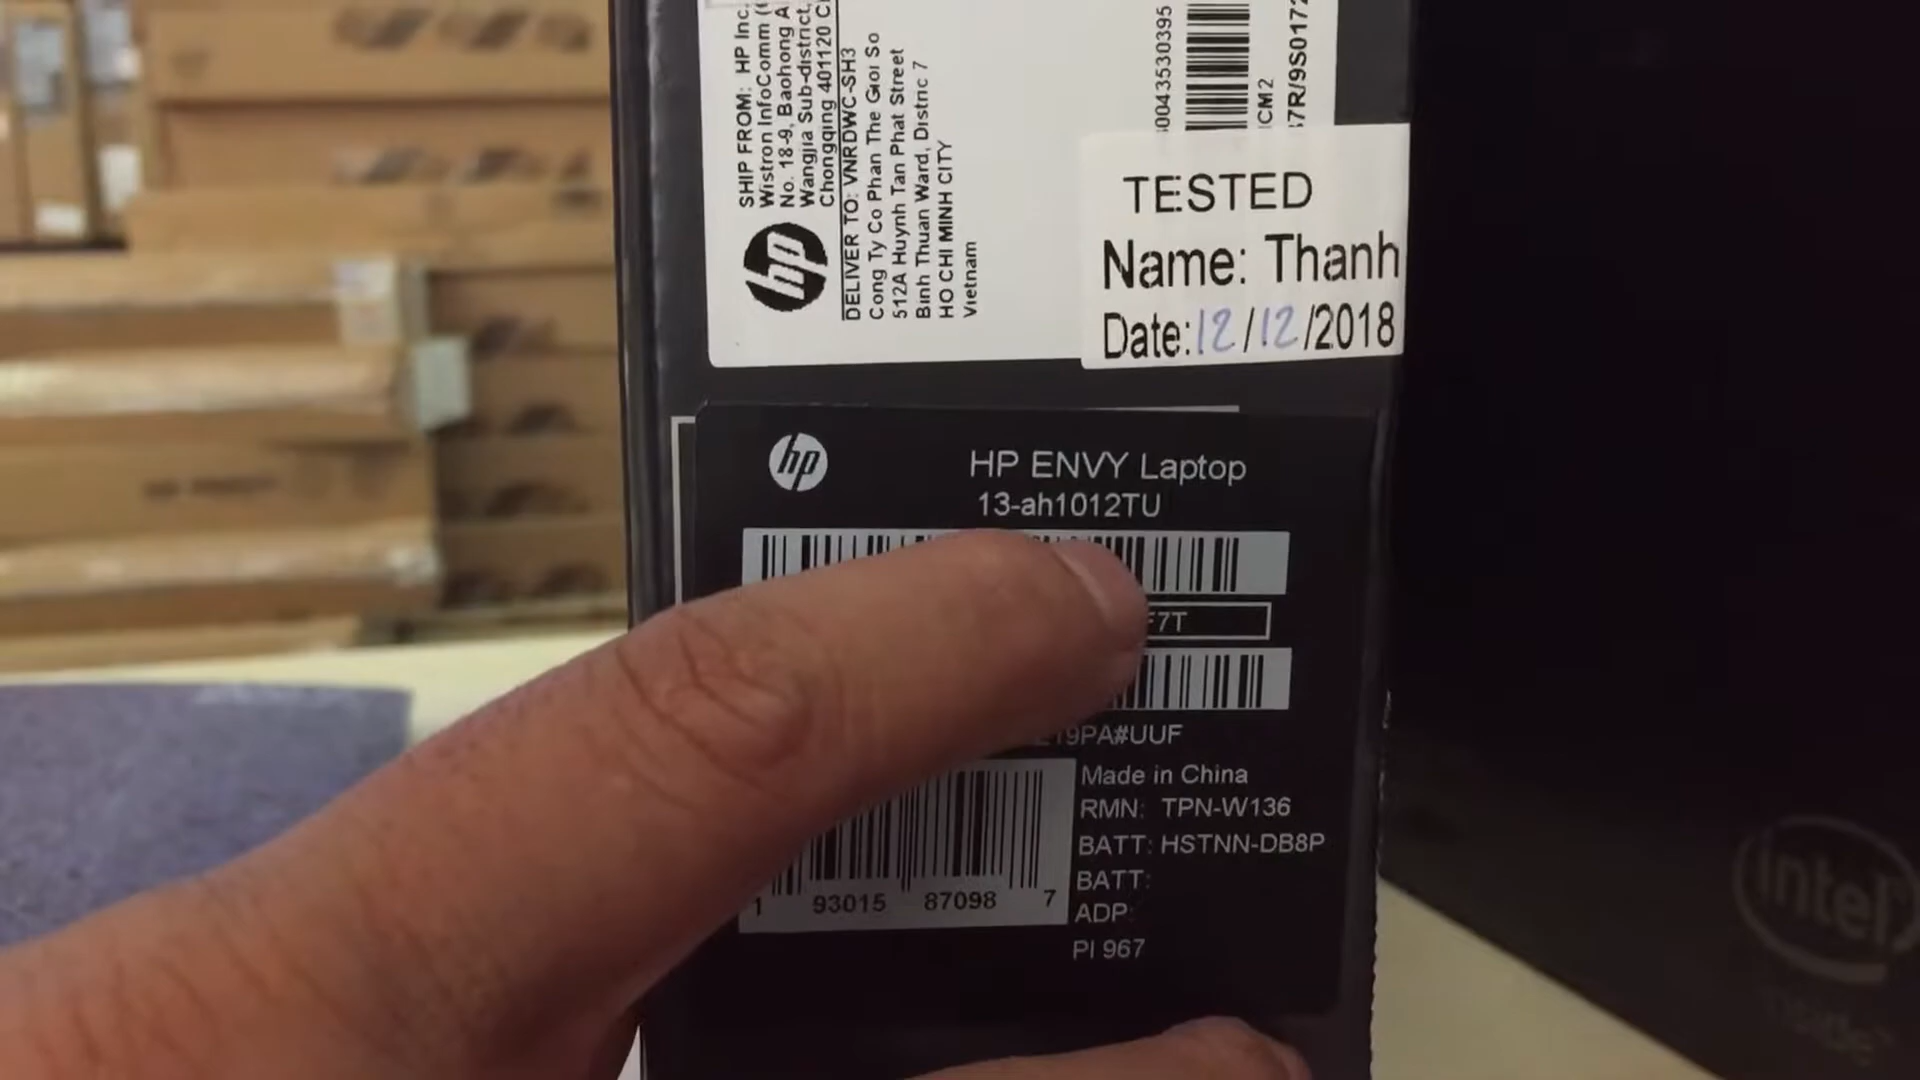 SHIP FROM: HP Inc.
Wistron InfoComm
No. 18-9, Baohong
Wangjia Sub-district,
Chongqing 401120
DELIVER TO: VNRDWC-SH3
Cong Ty Co Phan The Gioi So
512A Huynh Tan Phat Street
Binh Thuan Ward, Distric 7
HO CHI MINH CITY
Vietnam
hp
0043530395
CM2
7R/9S0172
TESTED
Name: Thanh
Date:12/12/2018
hp
HP ENVY Laptop
13-ah1012TU
F7T
19PA#UUF
Made in China
RMN: TPN-W136
BATT: HSTNN-DB8P
BATT:
ADP:
PI 967
1 93015 87098 7
intel
inside